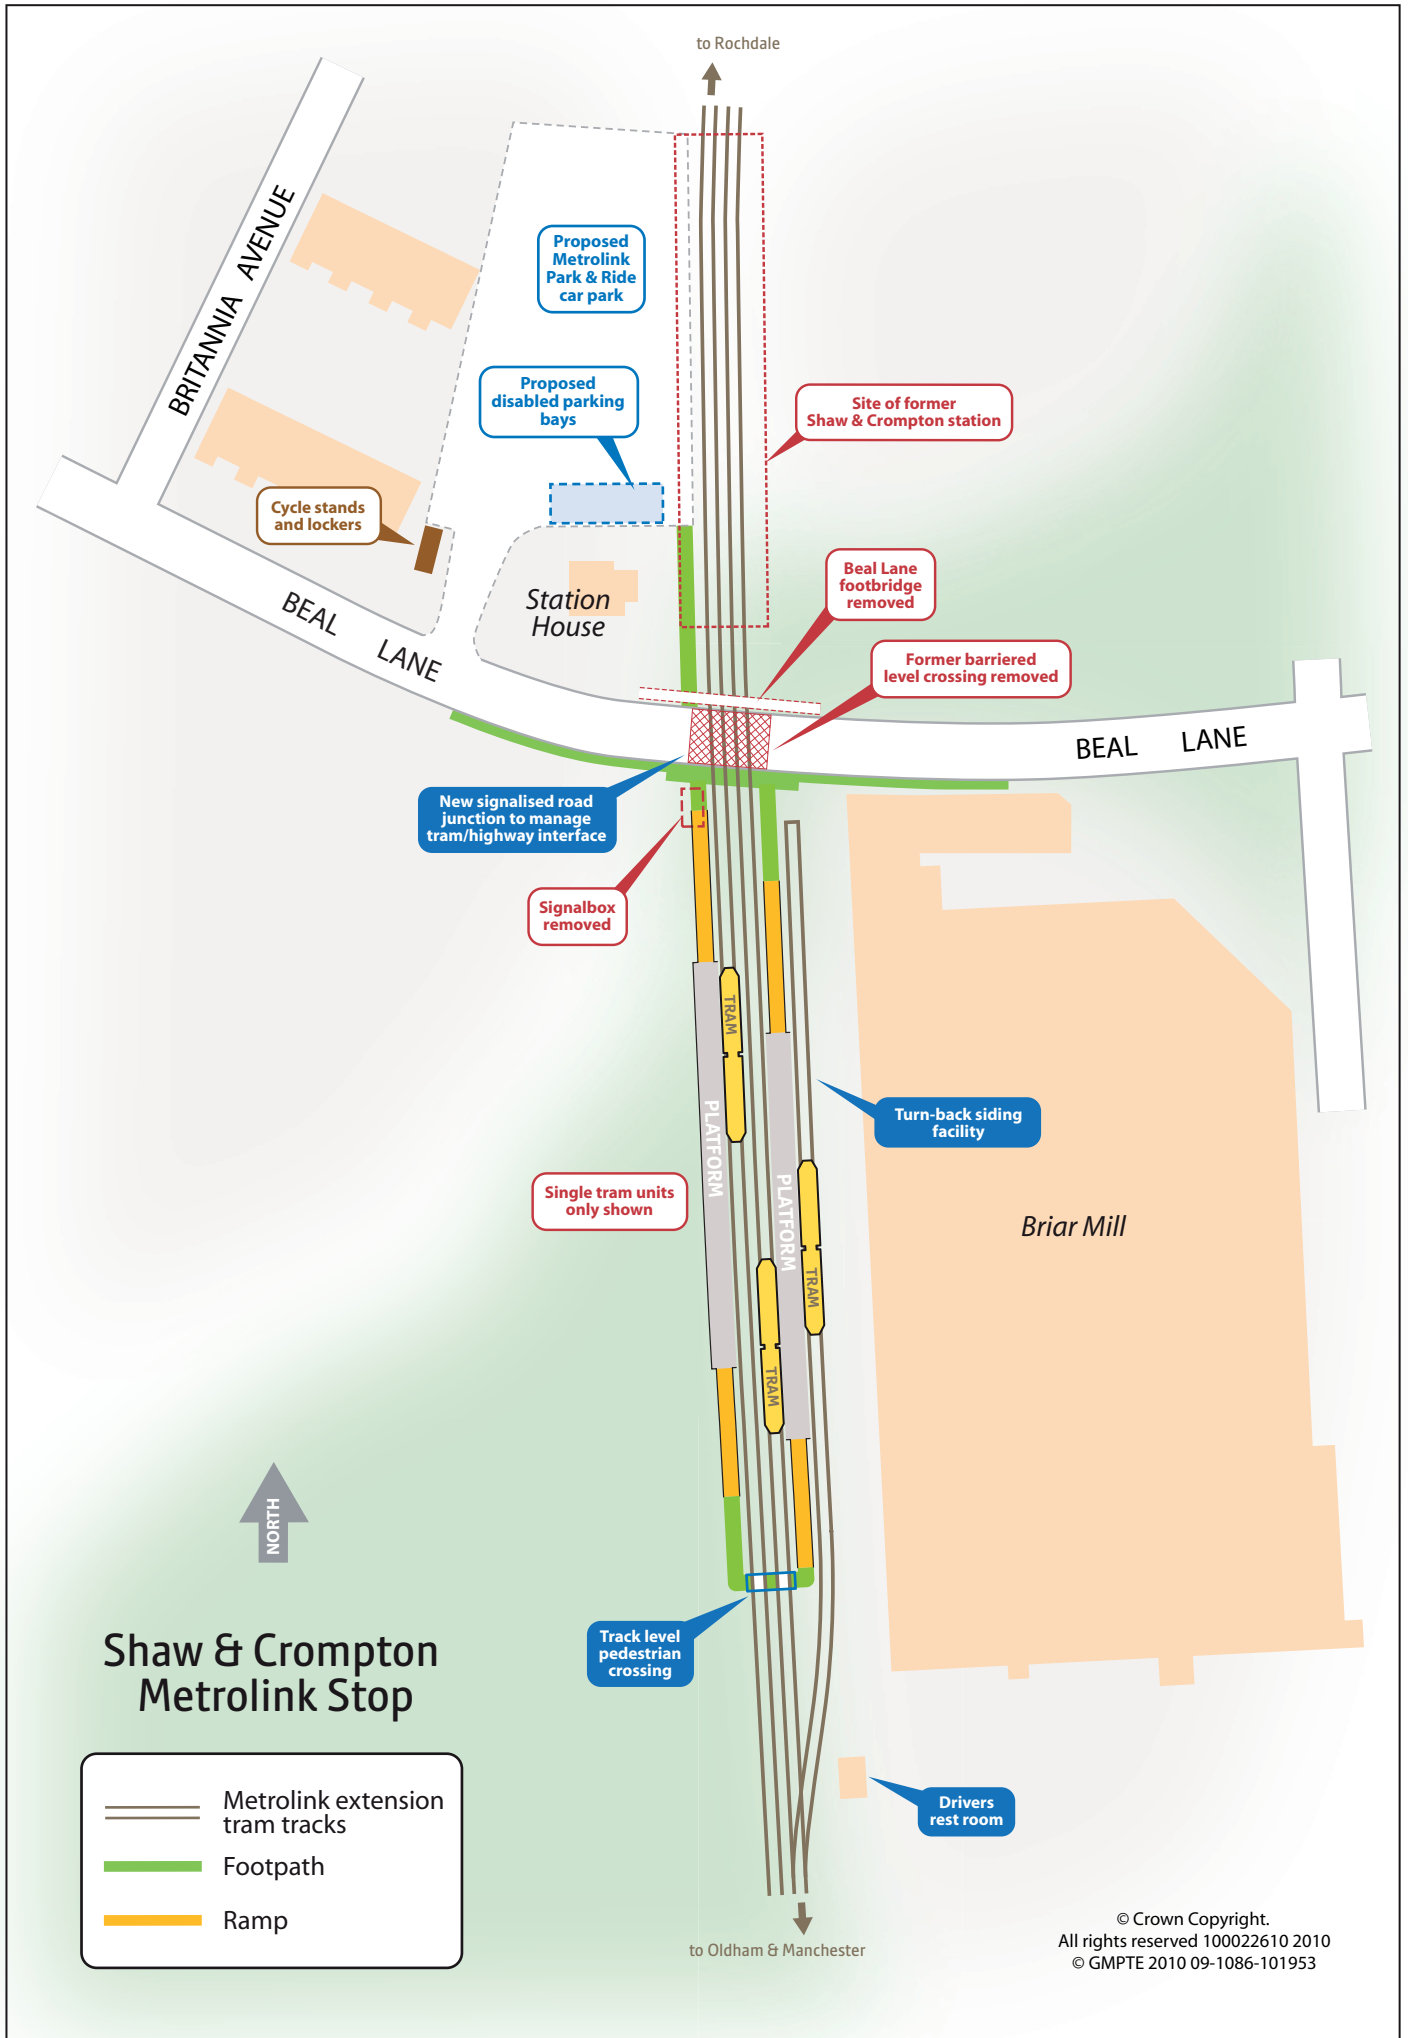 to Rochdale
BRITANNIA AVENUE
Proposed
Metrolink
Park & Ride
car park
Proposed
disabled parking
bays
Site of former
Shaw & Crompton station
Cycle stands
and lockers
Beal Lane
footbridge
removed
Station
House
BEAL LANE
Former barriered
level crossing removed
BEAL LANE
New signalised road
junction to manage
tram/highway interface
Signalbox
removed
TRAM
PLATFORM
Turn-back siding
facility
Single tram units
only shown
PLATFORM
Briar Mill
TRAM
TRAM
NORTH
Track level
pedestrian
crossing
Shaw & Crompton
Metrolink Stop
Metrolink extension
tram tracks
Footpath
Ramp
Drivers
rest room
to Oldham & Manchester
© Crown Copyright.
All rights reserved 100022610 2010
© GMPTE 2010 09-1086-101953